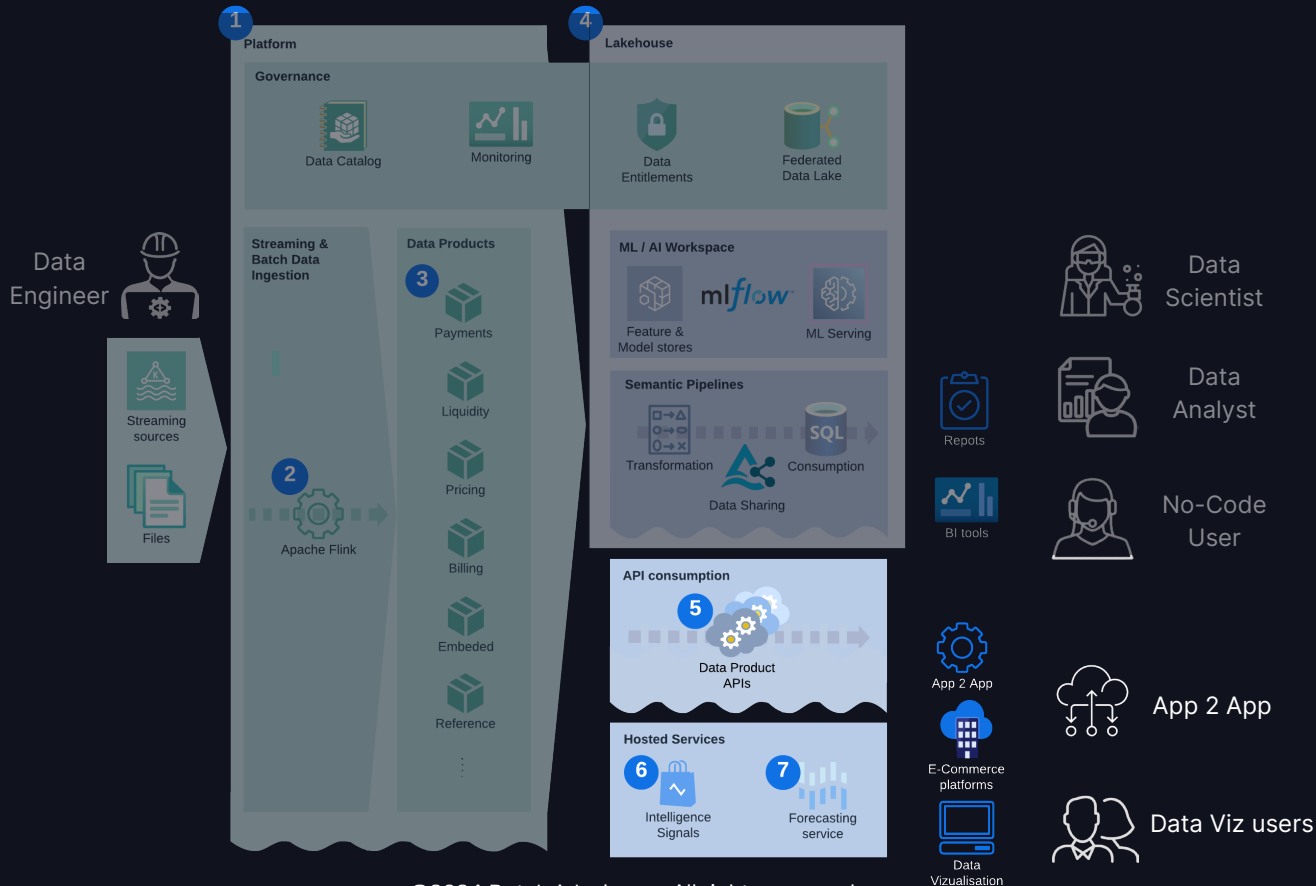 1
Platform
Governance
Data Catalog
Monitoring
4
Lakehouse
Data
Entitlements
Federated
Data Lake
Data
Engineer
Streaming
sources
Files
Streaming &
Batch Data
Ingestion
2
Apache Flink
Data Products
3
Payments
Liquidity
Pricing
Billing
Embeded
Reference
ML / AI Workspace
Feature &
Model stores
mlflow
ML Serving
Semantic Pipelines
Transformation
SQL
Consumption
Data Sharing
API consumption
5
Data Product
APIs
Hosted Services
6
Intelligence
Signals
7
Forecasting
service
Repots
BI tools
App 2 App
E-Commerce
platforms
Data
Vizualisation
Data
Scientist
Data
Analyst
No-Code
User
App 2 App
Data Viz users